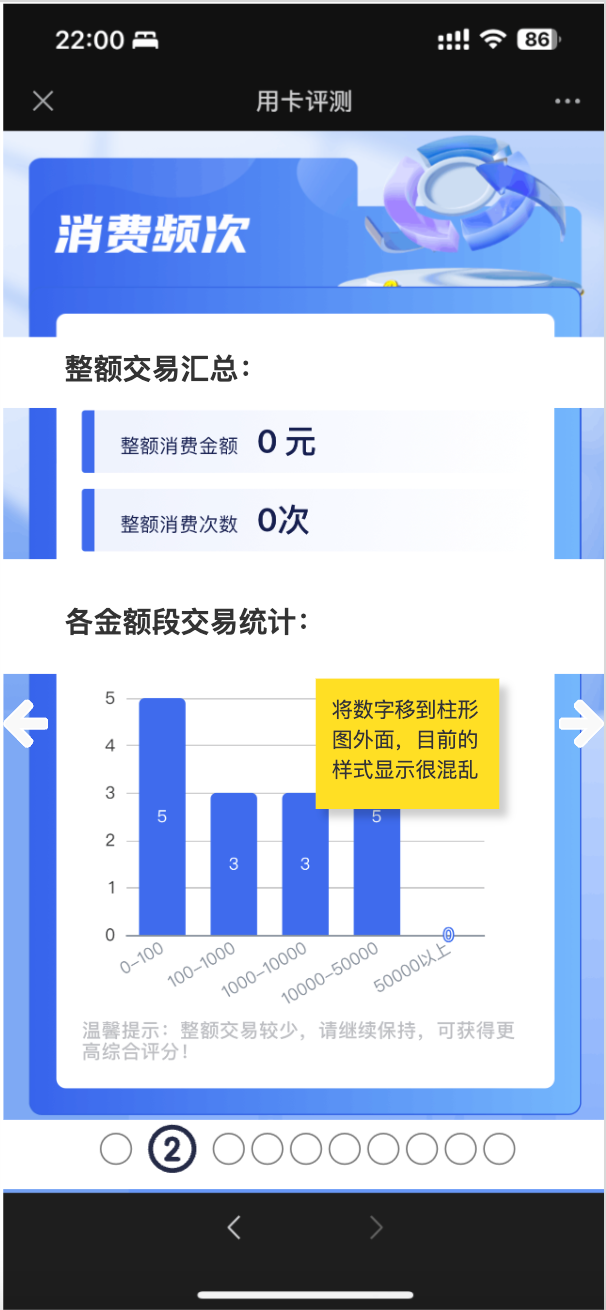 22:00
86
用卡评测
消费频次
整额交易汇总：
整额消费金额 0 元
整额消费次数 0次
各金额段交易统计：
将数字移到柱形
图外面，目前的
样式显示很混乱
5
4
3
2
1
0
5
3
3
5
0
0-100
100-1000
1000-10000
10000-50000
50000以上
温馨提示：整额交易较少，请继续保持，可获得更
高综合评分！
2